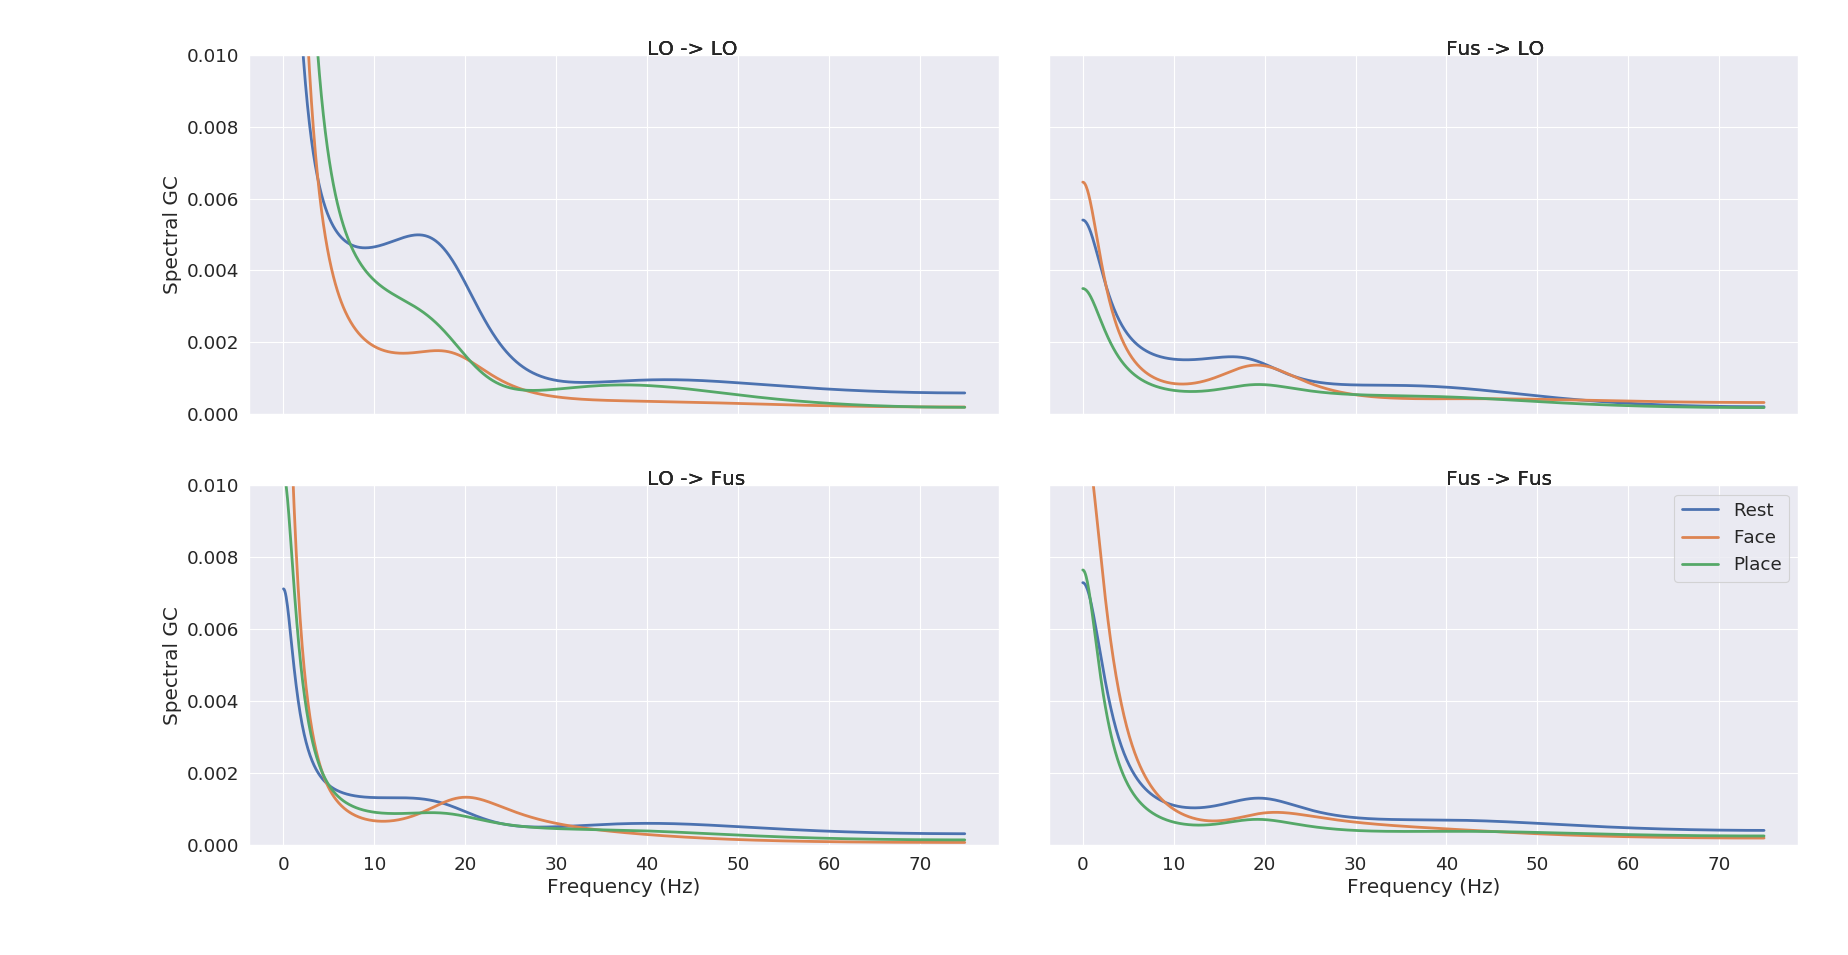 LO -> LO
Fus -> LO
0.010
0.008
0.006
0.004
0.002
0.000
Spectral GC
LO -> Fus
Fus -> Fus
0.010
0.008
0.006
0.004
0.002
0.000
Spectral GC
Rest
Face
Place
0 10 20 30 40 50 60 70
0 10 20 30 40 50 60 70
Frequency (Hz)
Frequency (Hz)